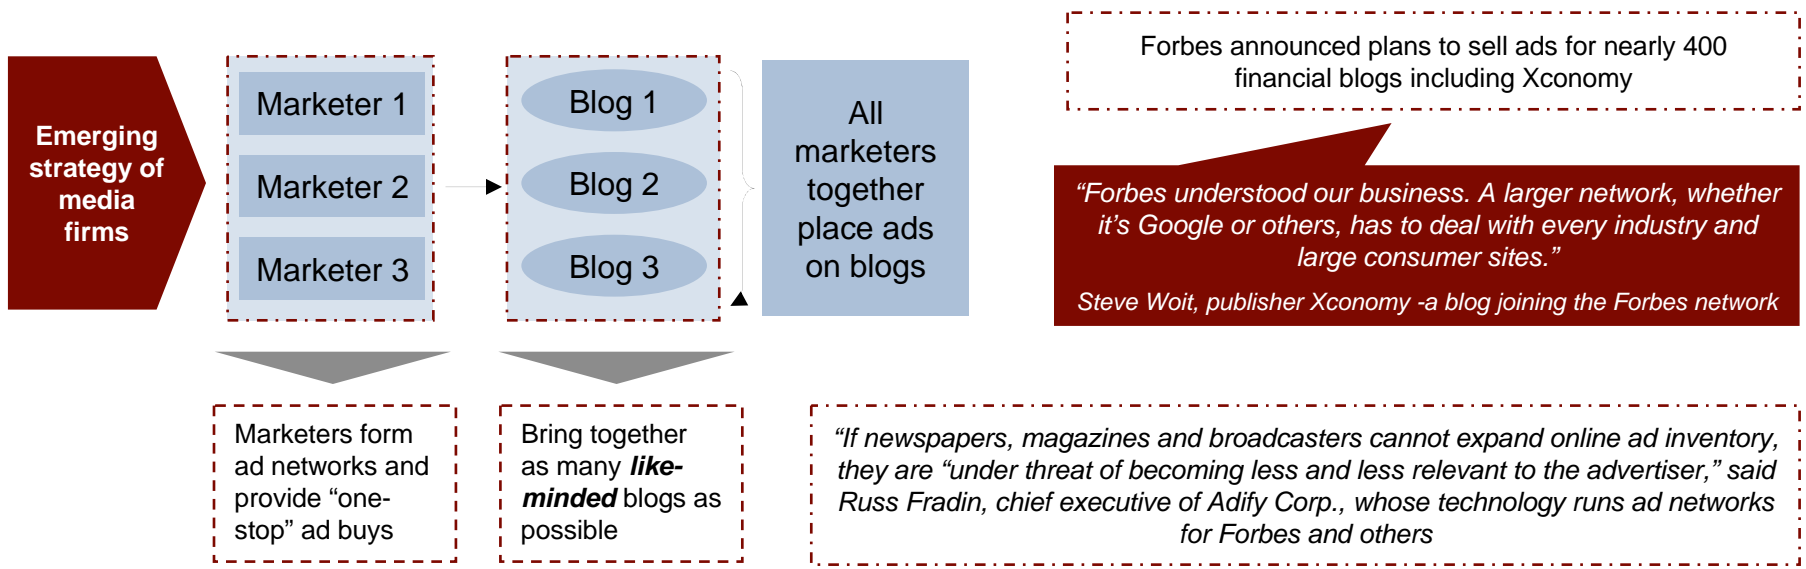 Emerging
strategy of
media
firms
Marketer 1
Marketer 2
Marketer 3
Blog 1
Blog 2
Blog 3
All
marketers
together
place ads
on blogs
Marketers form
ad networks and
provide “one-
stop” ad buys
Bring together
as many like-
minded blogs as
possible
Forbes announced plans to sell ads for nearly 400
financial blogs including Xconomy
“Forbes understood our business. A larger network, whether
it’s Google or others, has to deal with every industry and
large consumer sites.”
Steve Woit, publisher Xconomy -a blog joining the Forbes network
“If newspapers, magazines and broadcasters cannot expand online ad inventory,
they are “under threat of becoming less and less relevant to the advertiser,” said
Russ Fradin, chief executive of Adify Corp., whose technology runs ad networks
for Forbes and others